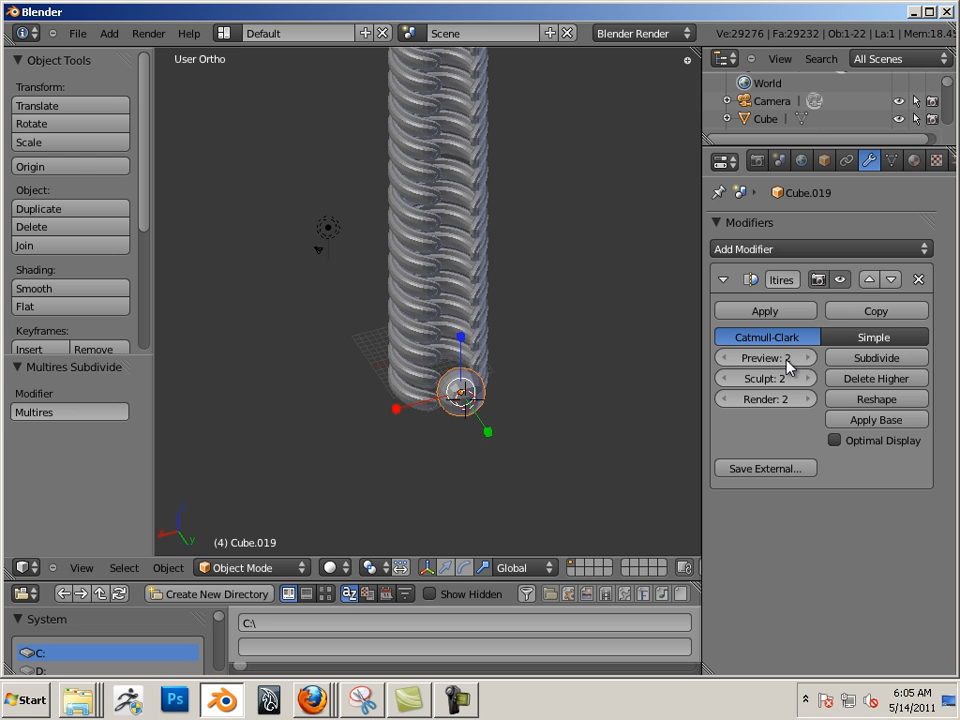 Blender
File Add Render Help Default Scene Blender Render Ve:29276 | Fa:29232 | Ob:1-22 | La:1 | Mem:18.4
Object Tools
User Ortho
View Search All Scenes
World
Camera
Cube
Transform:
Translate
Rotate
Scale
Origin
Object:
Duplicate
Delete
Join
Shading:
Smooth
Flat
Keyframes:
Insert Remove
Multires Subdivide
Modifier
Multires
Cube.019
Modifiers
Add Modifier
ltires
Apply Copy
Catmull-Clark Simple
Preview: 2 Subdivide
Sculpt: 2 Delete Higher
Render: 2 Reshape
Apply Base
Optimal Display
Save External...
(4) Cube.019
View Select Object Object Mode Global
Create New Directory Show Hidden
System
C:\
C:
D:
Start Ps
6:05 AM
5/14/2011